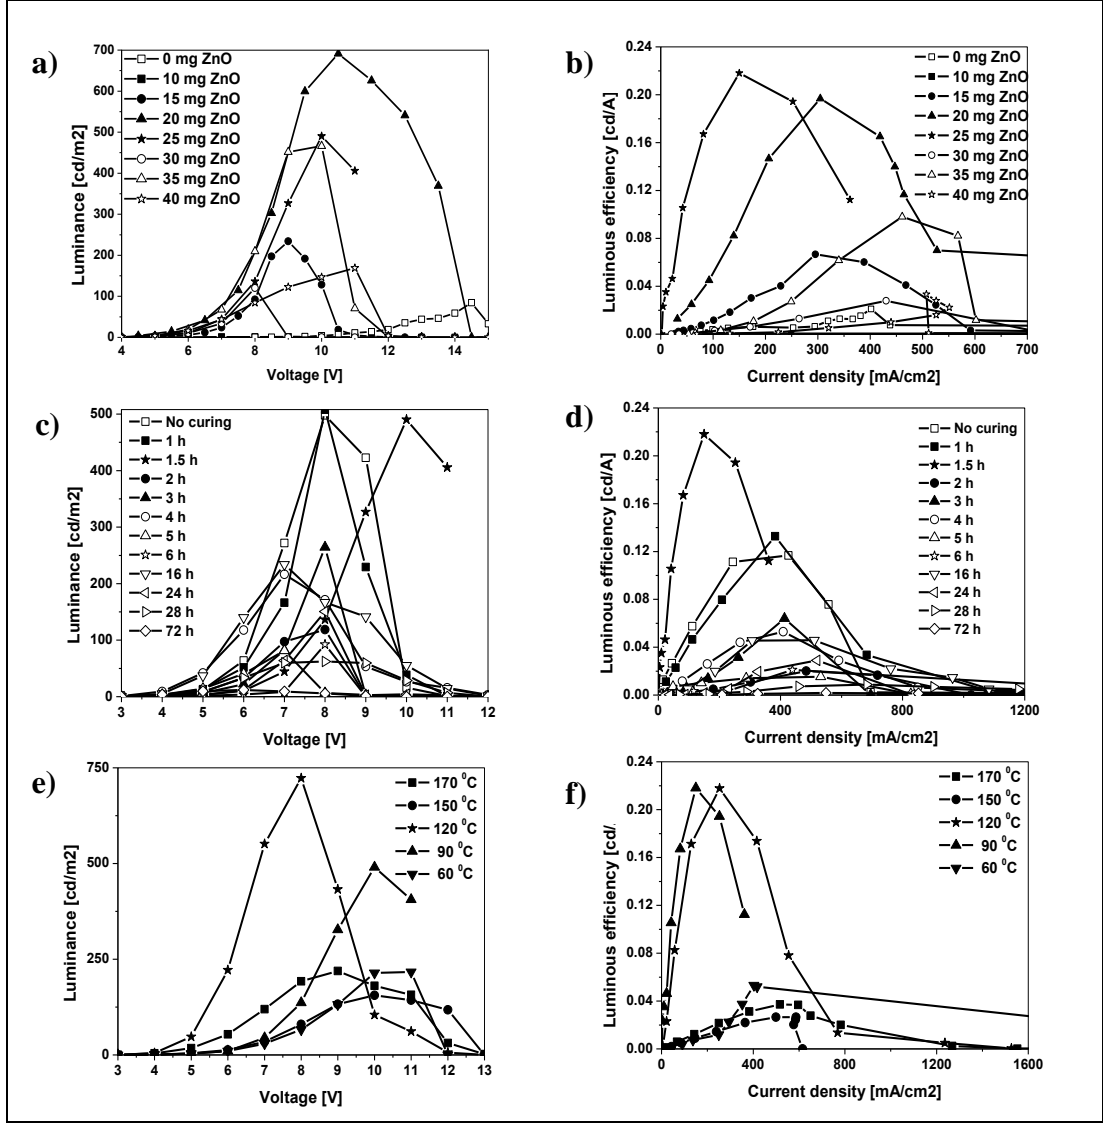 a)
700
600
500
400
300
200
100
0
Luminance [cd/m2]
0 mg ZnO
10 mg ZnO
15 mg ZnO
20 mg ZnO
25 mg ZnO
30 mg ZnO
35 mg ZnO
40 mg ZnO
4 6 8 10 12 14
Voltage [V]
b)
0.24
0.20
0.16
0.12
0.08
0.04
0.00
Luminous efficiency [cd/A]
0 mg ZnO
10 mg ZnO
15 mg ZnO
20 mg ZnO
25 mg ZnO
30 mg ZnO
35 mg ZnO
40 mg ZnO
0 100 200 300 400 500 600 700
Current density [mA/cm2]
c)
500
400
300
200
100
0
Luminance [cd/m2]
No curing
1 h
1.5 h
2 h
3 h
4 h
5 h
6 h
16 h
24 h
28 h
72 h
3 4 5 6 7 8 9 10 11 12
Voltage [V]
d)
0.24
0.20
0.16
0.12
0.08
0.04
0.00
Luminous efficiency [cd/A]
No curing
1 h
1.5 h
2 h
3 h
4 h
5 h
6 h
16 h
24 h
28 h
72 h
0 400 800 1200
Current density [mA/cm2]
e)
750
500
250
0
Luminance [cd/m2]
170 ⁰C
150 ⁰C
120 ⁰C
90 ⁰C
60 ⁰C
3 4 5 6 7 8 9 10 11 12 13
Voltage [V]
f)
0.24
0.20
0.16
0.12
0.08
0.04
0.00
Luminous efficiency [cd/.
170 ⁰C
150 ⁰C
120 ⁰C
90 ⁰C
60 ⁰C
0 400 800 1200 1600
Current density [mA/cm2]